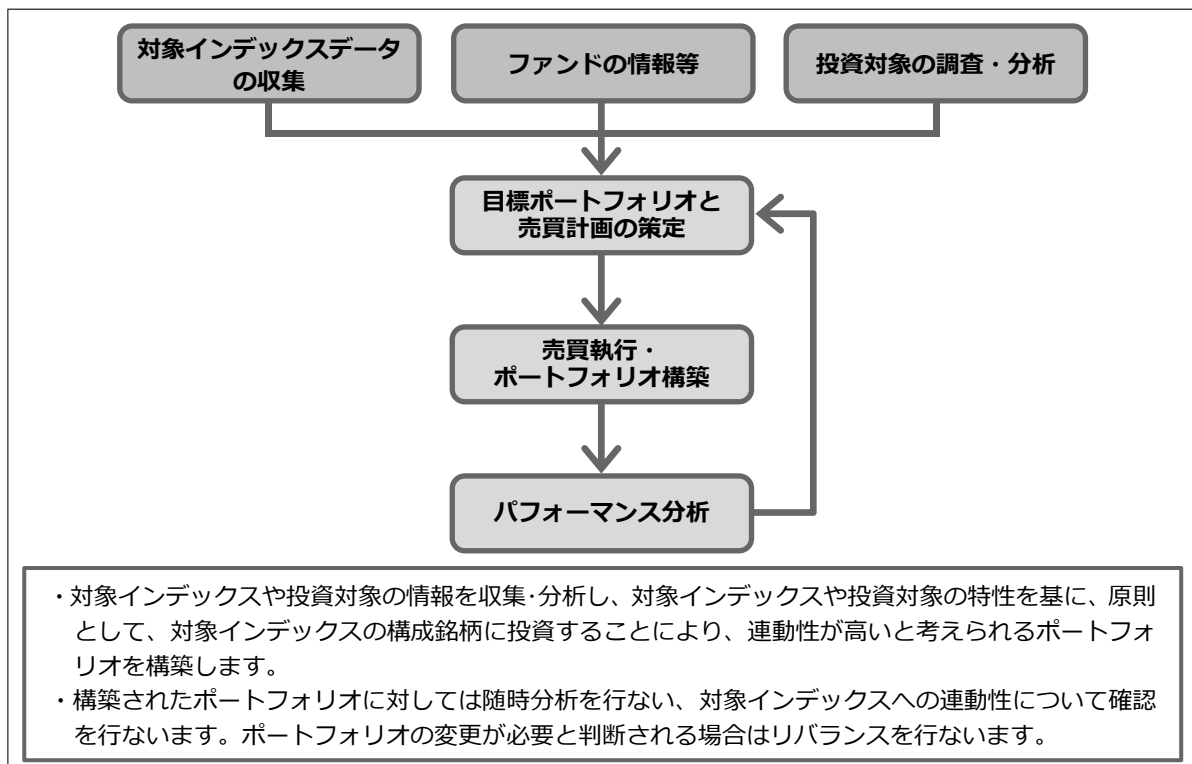 対象インデックスデータ
の収集
ファンドの情報等
投資対象の調査・分析
目標ポートフォリオと
売買計画の策定
売買執行・
ポートフォリオ構築
パフォーマンス分析
・対象インデックスや投資対象の情報を収集･分析し、対象インデックスや投資対象の特性を基に、原則
として、対象インデックスの構成銘柄に投資することにより、連動性が高いと考えられるポートフォ
リオを構築します。
・構築されたポートフォリオに対しては随時分析を行ない、対象インデックスへの連動性について確認
を行ないます。ポートフォリオの変更が必要と判断される場合はリバランスを行ないます。